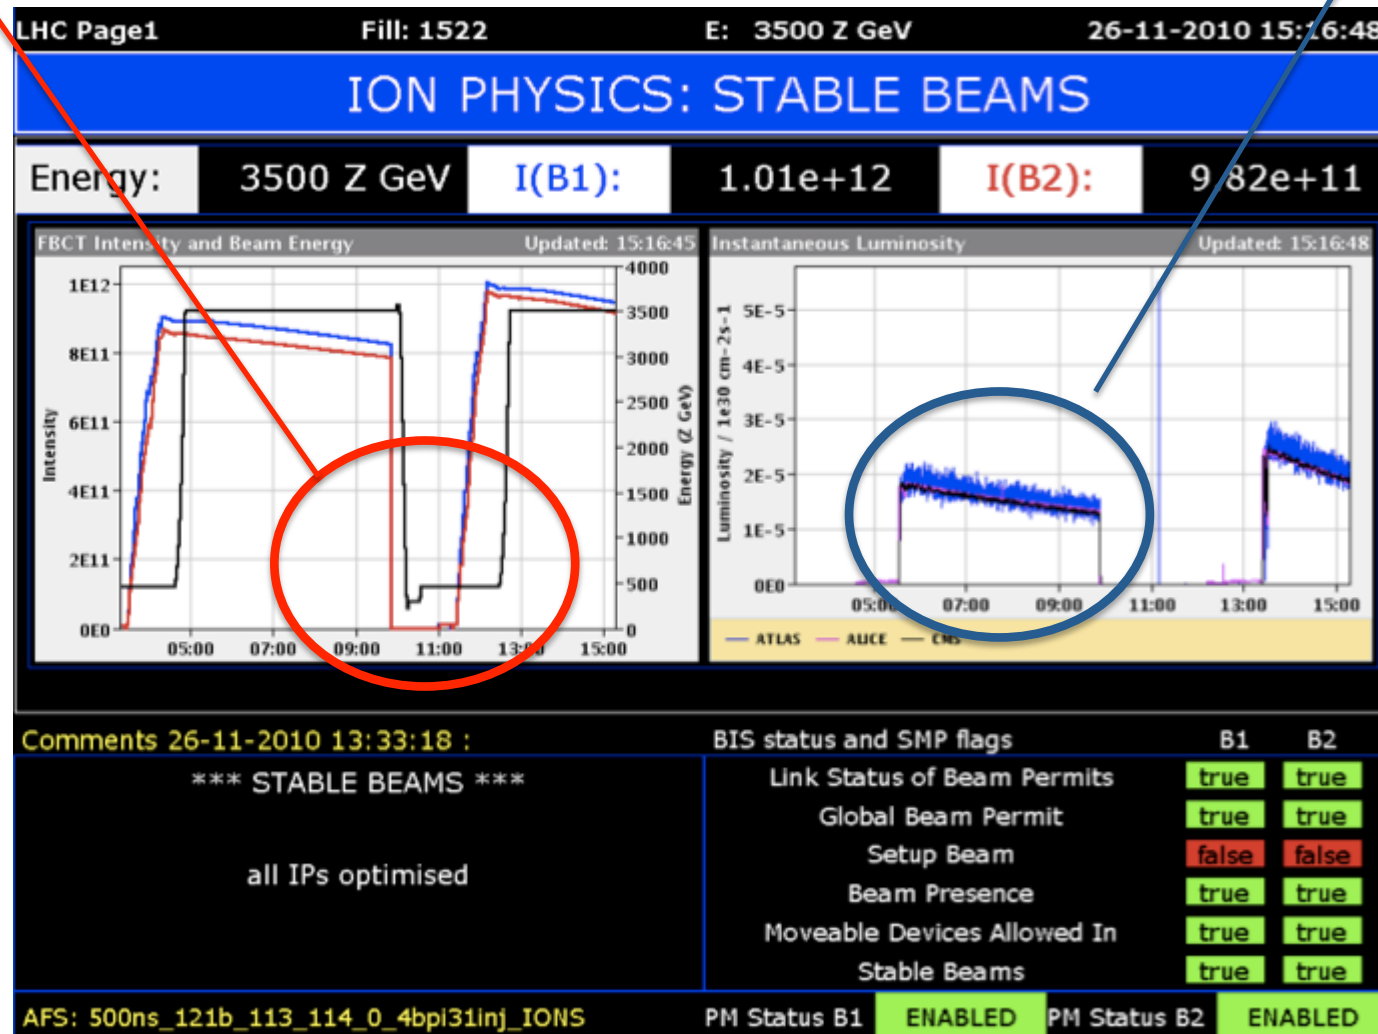 LHC Page1 Fill: 1522 E: 3500 Z GeV 26-11-2010 15:16:48
ION PHYSICS: STABLE BEAMS
Energy: 3500 Z GeV I(B1): 1.01e+12 I(B2): 9.82e+11
FBCT Intensity and Beam Energy Updated: 15:16:45
1E12
8E11
6E11
4E11
2E11
0E0
Intensity
4000
3500
3000
2500
2000
1500
1000
500
0
Energy (Z GeV)
05:00 07:00 09:00 11:00 13:00 15:00
Instantaneous Luminosity Updated: 15:16:48
5E-5
4E-5
3E-5
2E-5
1E-5
0E0
Luminosity / 1e30 cm-2s-1
05:00 07:00 09:00 11:00 13:00 15:00
ATLAS ALICE CMS
Comments 26-11-2010 13:33:18 :
*** STABLE BEAMS ***
all IPs optimised
BIS status and SMP flags B1 B2
Link Status of Beam Permits true true
Global Beam Permit true true
Setup Beam false false
Beam Presence true true
Moveable Devices Allowed In true true
Stable Beams true true
AFS: 500ns_121b_113_114_0_4bpi31inj_IONS PM Status B1 ENABLED PM Status B2 ENABLED